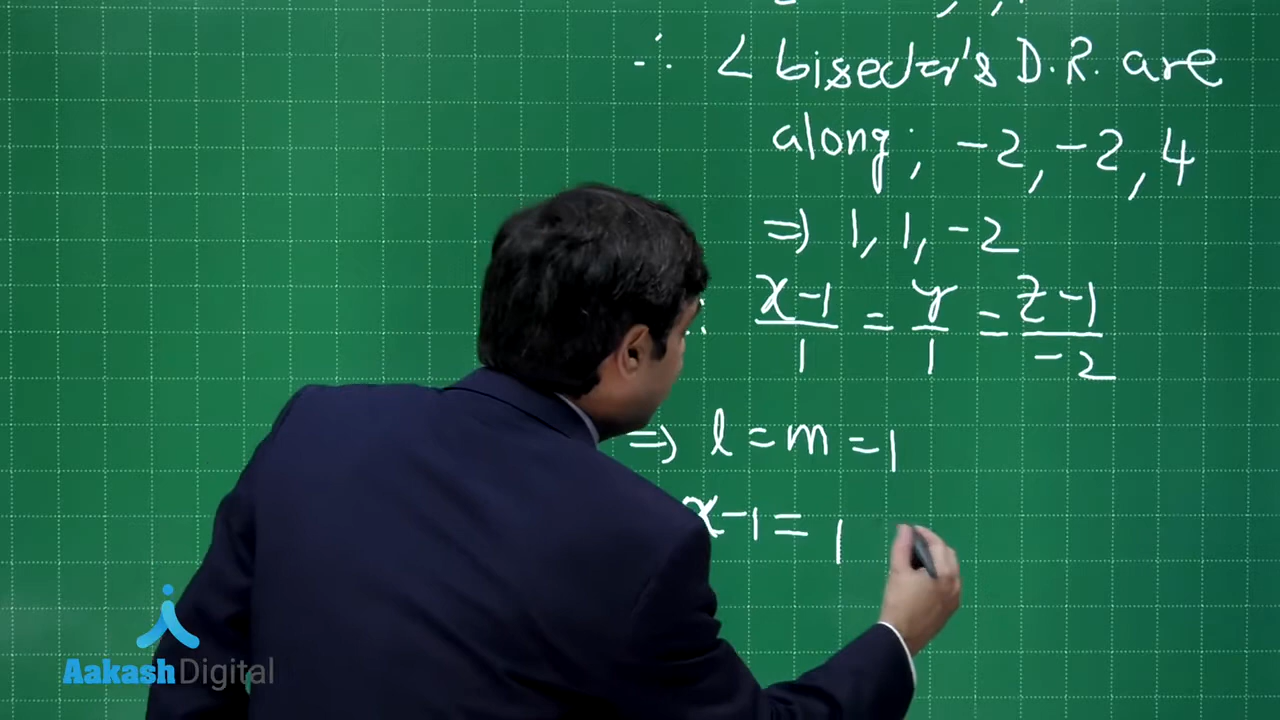 ∴ ∠ bisector's D.R. are
along; -2, -2, 4
⇒ 1, 1, -2
∴ x-1/1 = y/1 = z-1/-2
⇒ l = m = 1
x-1 = 1
Aakash Digital